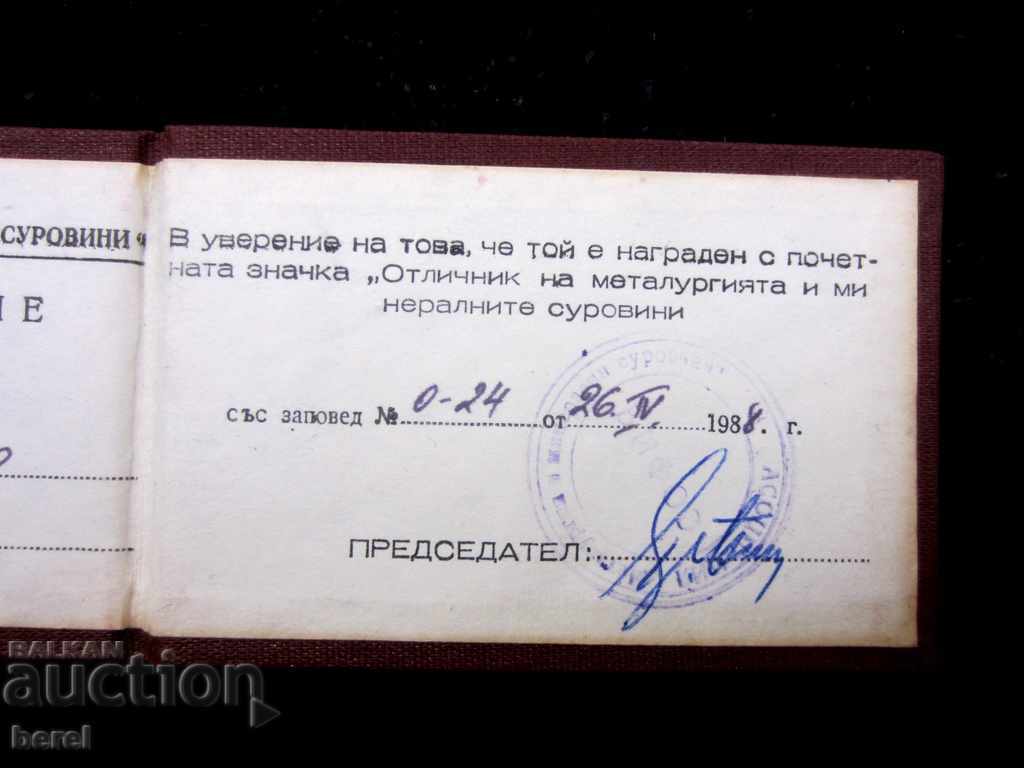 СУРОВИНИ"
И Е
В уверение на това, че той е награден с почет-
ната значка „Отличник на металургията и ми
нералните суровини
със заповед № 0-24 от 26.IV. 1988. г.
ПРЕДСЕДАТЕЛ:
BALKAN
auction
berel